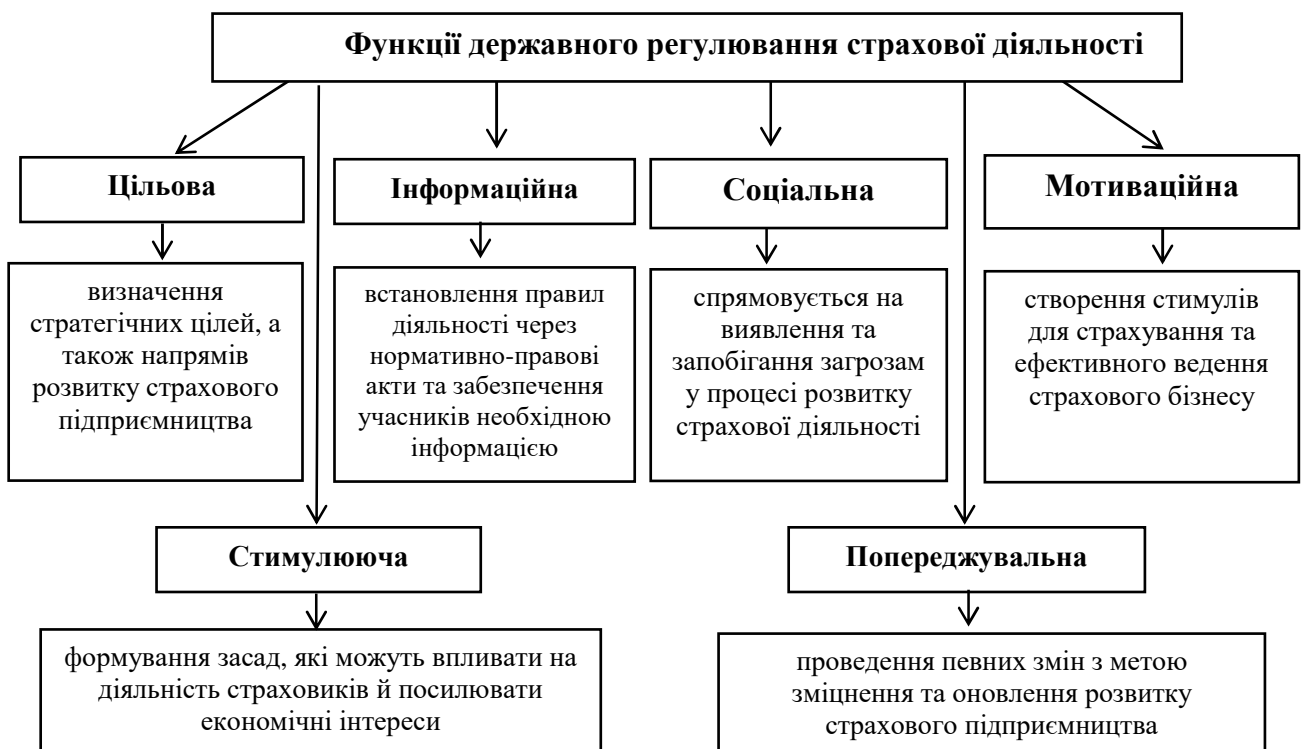 Функції державного регулювання страхової діяльності
Цільова
Інформаційна
Соціальна
Мотиваційна
визначення
стратегічних цілей, а
також напрямів
розвитку страхового
підприємництва
встановлення правил
діяльності через
нормативно-правові
акти та забезпечення
учасників необхідною
інформацією
спрямовується на
виявлення та
запобігання загрозам
у процесі розвитку
страхової діяльності
створення стимулів
для страхування та
ефективного ведення
страхового бізнесу
Стимулююча
Попереджувальна
формування засад, які можуть впливати на
діяльність страховиків й посилювати
економічні інтереси
проведення певних змін з метою
зміцнення та оновлення розвитку
страхового підприємництва